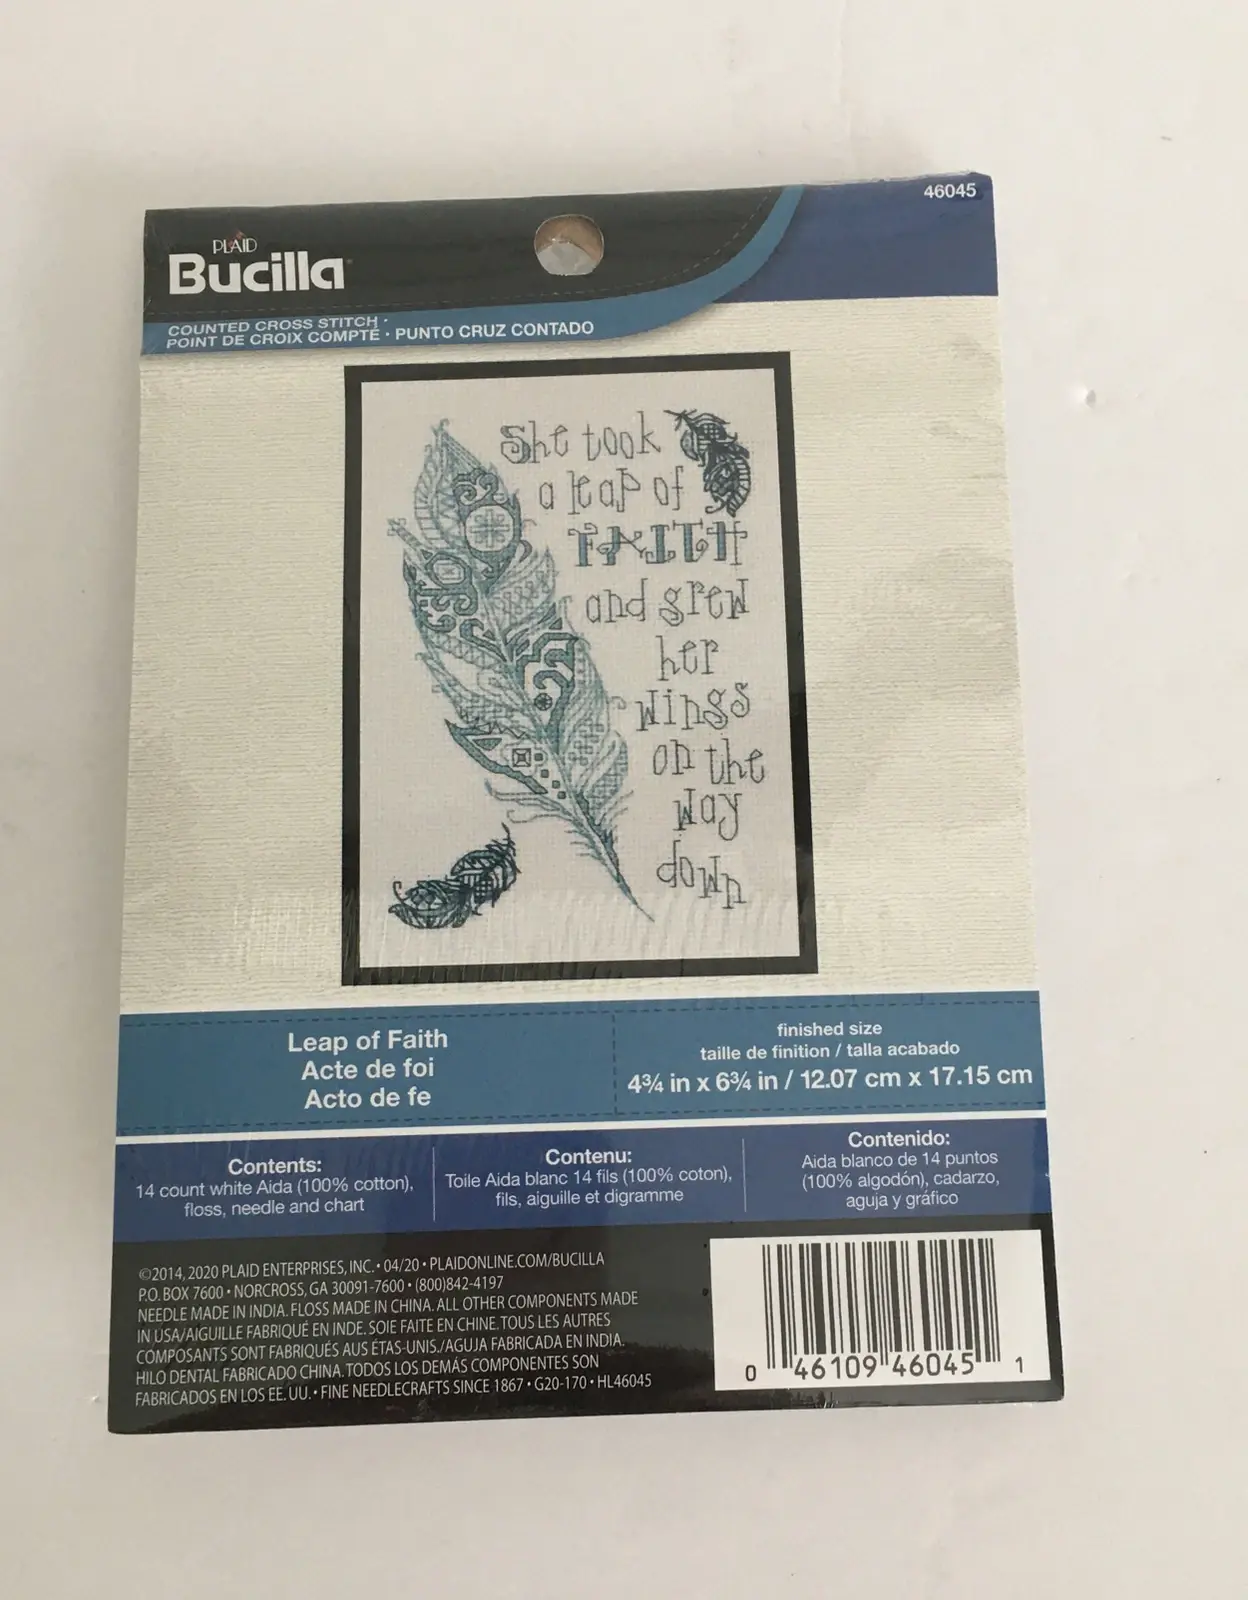 46045
PLAID
Bucilla
COUNTED CROSS STITCH ·
POINT DE CROIX COMPTÉ · PUNTO CRUZ CONTADO
She took
a leap of
FAITH
and grew
her
wings
on the
way
down
Leap of Faith
Acte de foi
Acto de fe
finished size
taille de finition / talla acabado
4¾ in x 6¾ in / 12.07 cm x 17.15 cm
Contents:
14 count white Aida (100% cotton),
floss, needle and chart
Contenu:
Toile Aida blanc 14 fils (100% coton),
fils, aiguille et digramme
Contenido:
Aida blanco de 14 puntos
(100% algodón), cadarzo,
aguja y gráfico
©2014, 2020 PLAID ENTERPRISES, INC. • 04/20 • PLAIDONLINE.COM/BUCILLA
P.O. BOX 7600 • NORCROSS, GA 30091-7600 • (800)842-4197
NEEDLE MADE IN INDIA. FLOSS MADE IN CHINA. ALL OTHER COMPONENTS MADE
IN USA/AIGUILLE FABRIQUÉ EN INDE. SOIE FAITE EN CHINE. TOUS LES AUTRES
COMPOSANTS SONT FABRIQUÉS AUS ÉTAS-UNIS./AGUJA FABRICADA EN INDIA.
HILO DENTAL FABRICADO CHINA. TODOS LOS DEMÁS COMPONENTES SON
FABRICADOS EN LOS EE. UU. • FINE NEEDLECRAFTS SINCE 1867 • G20-170 • HL46045
0 46109 46045 1